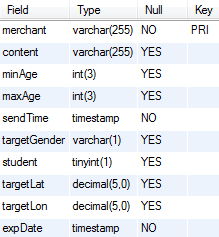 Field Type Null Key
merchant varchar(255) NO PRI
content varchar(255) YES
minAge int(3) YES
maxAge int(3) YES
sendTime timestamp NO
targetGender varchar(1) YES
student tinyint(1) YES
targetLat decimal(5,0) YES
targetLon decimal(5,0) YES
expDate timestamp NO